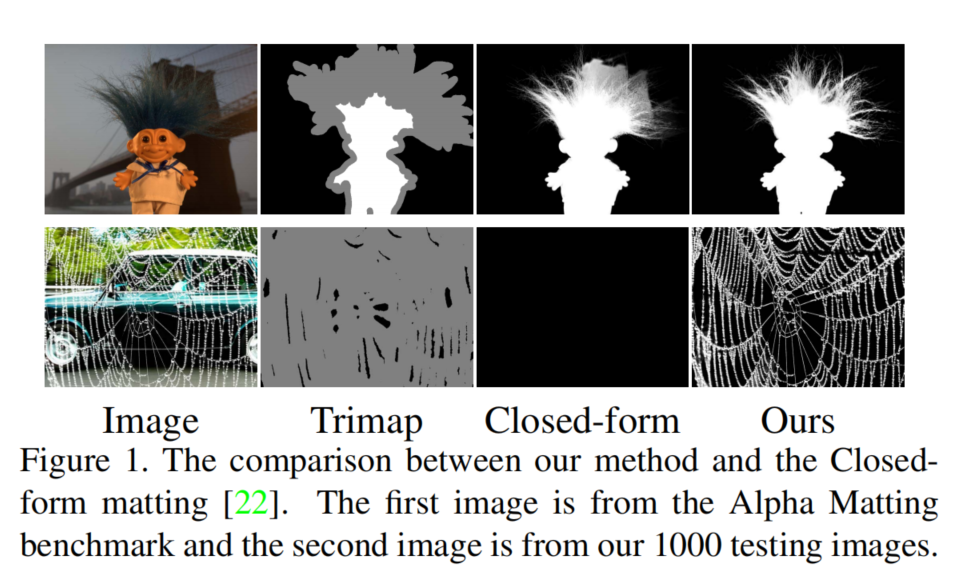 Image Trimap Closed-form Ours
Figure 1. The comparison between our method and the Closed-
form matting [22]. The first image is from the Alpha Matting
benchmark and the second image is from our 1000 testing images.